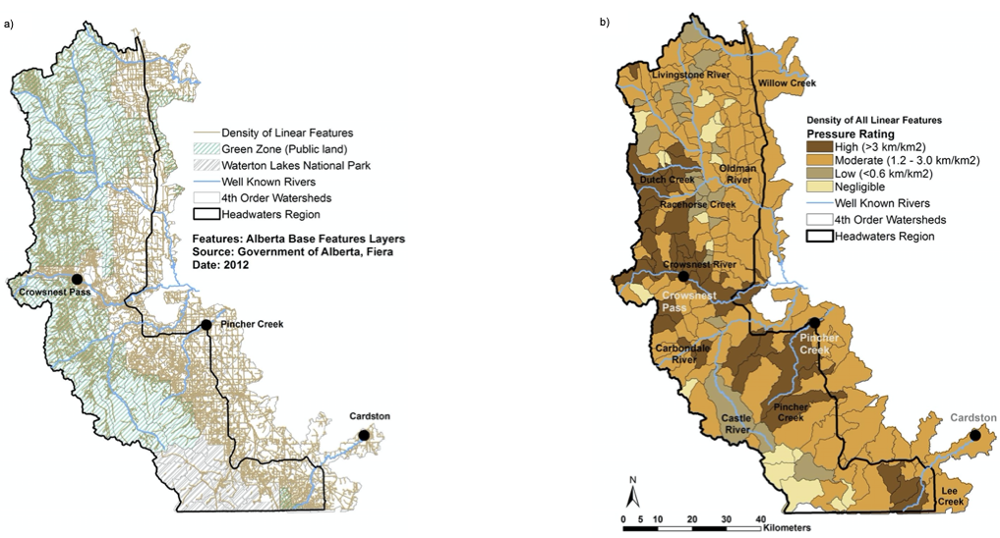 a)
Density of Linear Features
Green Zone (Public land)
Waterton Lakes National Park
Well Known Rivers
4th Order Watersheds
Headwaters Region
Features: Alberta Base Features Layers
Source: Government of Alberta, Fiera
Date: 2012
Crowsnest Pass
Pincher Creek
Cardston
b)
Livingstone River
Willow Creek
Density of All Linear Features
Pressure Rating
High (>3 km/km2)
Moderate (1.2 - 3.0 km/km2)
Low (<0.6 km/km2)
Negligible
Well Known Rivers
4th Order Watersheds
Headwaters Region
Dutch Creek
Oldman
River
Racehorse Creek
Crowsnest River
Crowsnest
Pass
Carbondale
River
Pincher
Creek
Pincher
Creek
Castle
River
Cardston
Lee
Creek
N
0 5 10 20 30 40
Kilometers